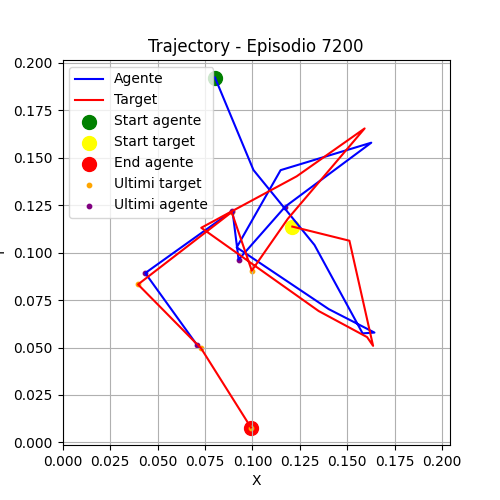 Trajectory - Episodio 7200
Agente
Target
Start agente
Start target
End agente
Ultimi target
Ultimi agente
0.200
0.175
0.150
0.125
0.100
0.075
0.050
0.025
0.000
0.000 0.025 0.050 0.075 0.100 0.125 0.150 0.175 0.200
X